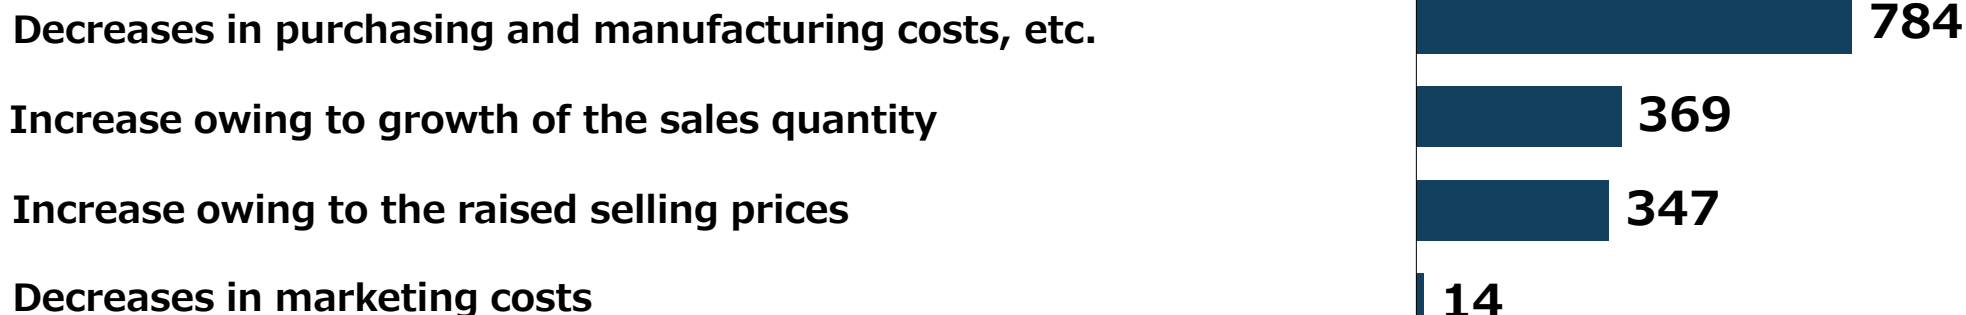 Decreases in purchasing and manufacturing costs, etc. 784
Increase owing to growth of the sales quantity 369
Increase owing to the raised selling prices 347
Decreases in marketing costs 14